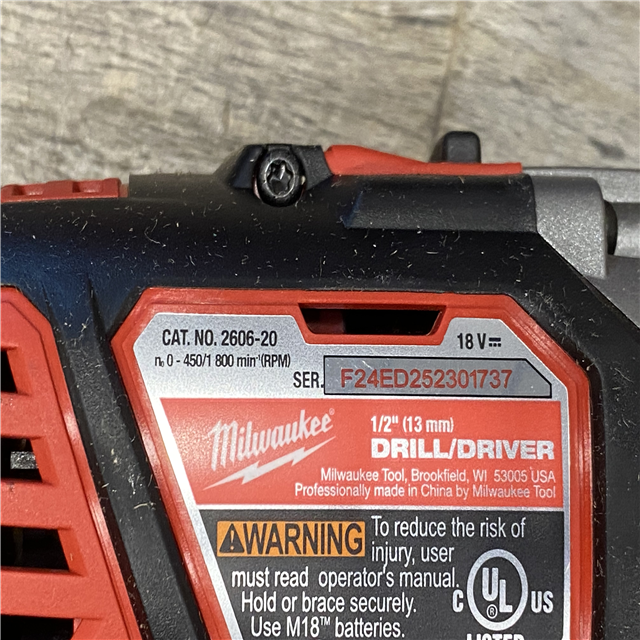 CAT. NO. 2606-20
18 V⎓
n₀ 0 - 450/1 800 min⁻¹(RPM)
SER. F24ED252301737
Milwaukee®
1/2" (13 mm)
DRILL/DRIVER
Milwaukee Tool, Brookfield, WI 53005 USA
Professionally made in China by Milwaukee Tool
⚠WARNING To reduce the risk of
injury, user
must read operator's manual.
Hold or brace securely.
Use M18™ batteries.
C UL® US
LISTED